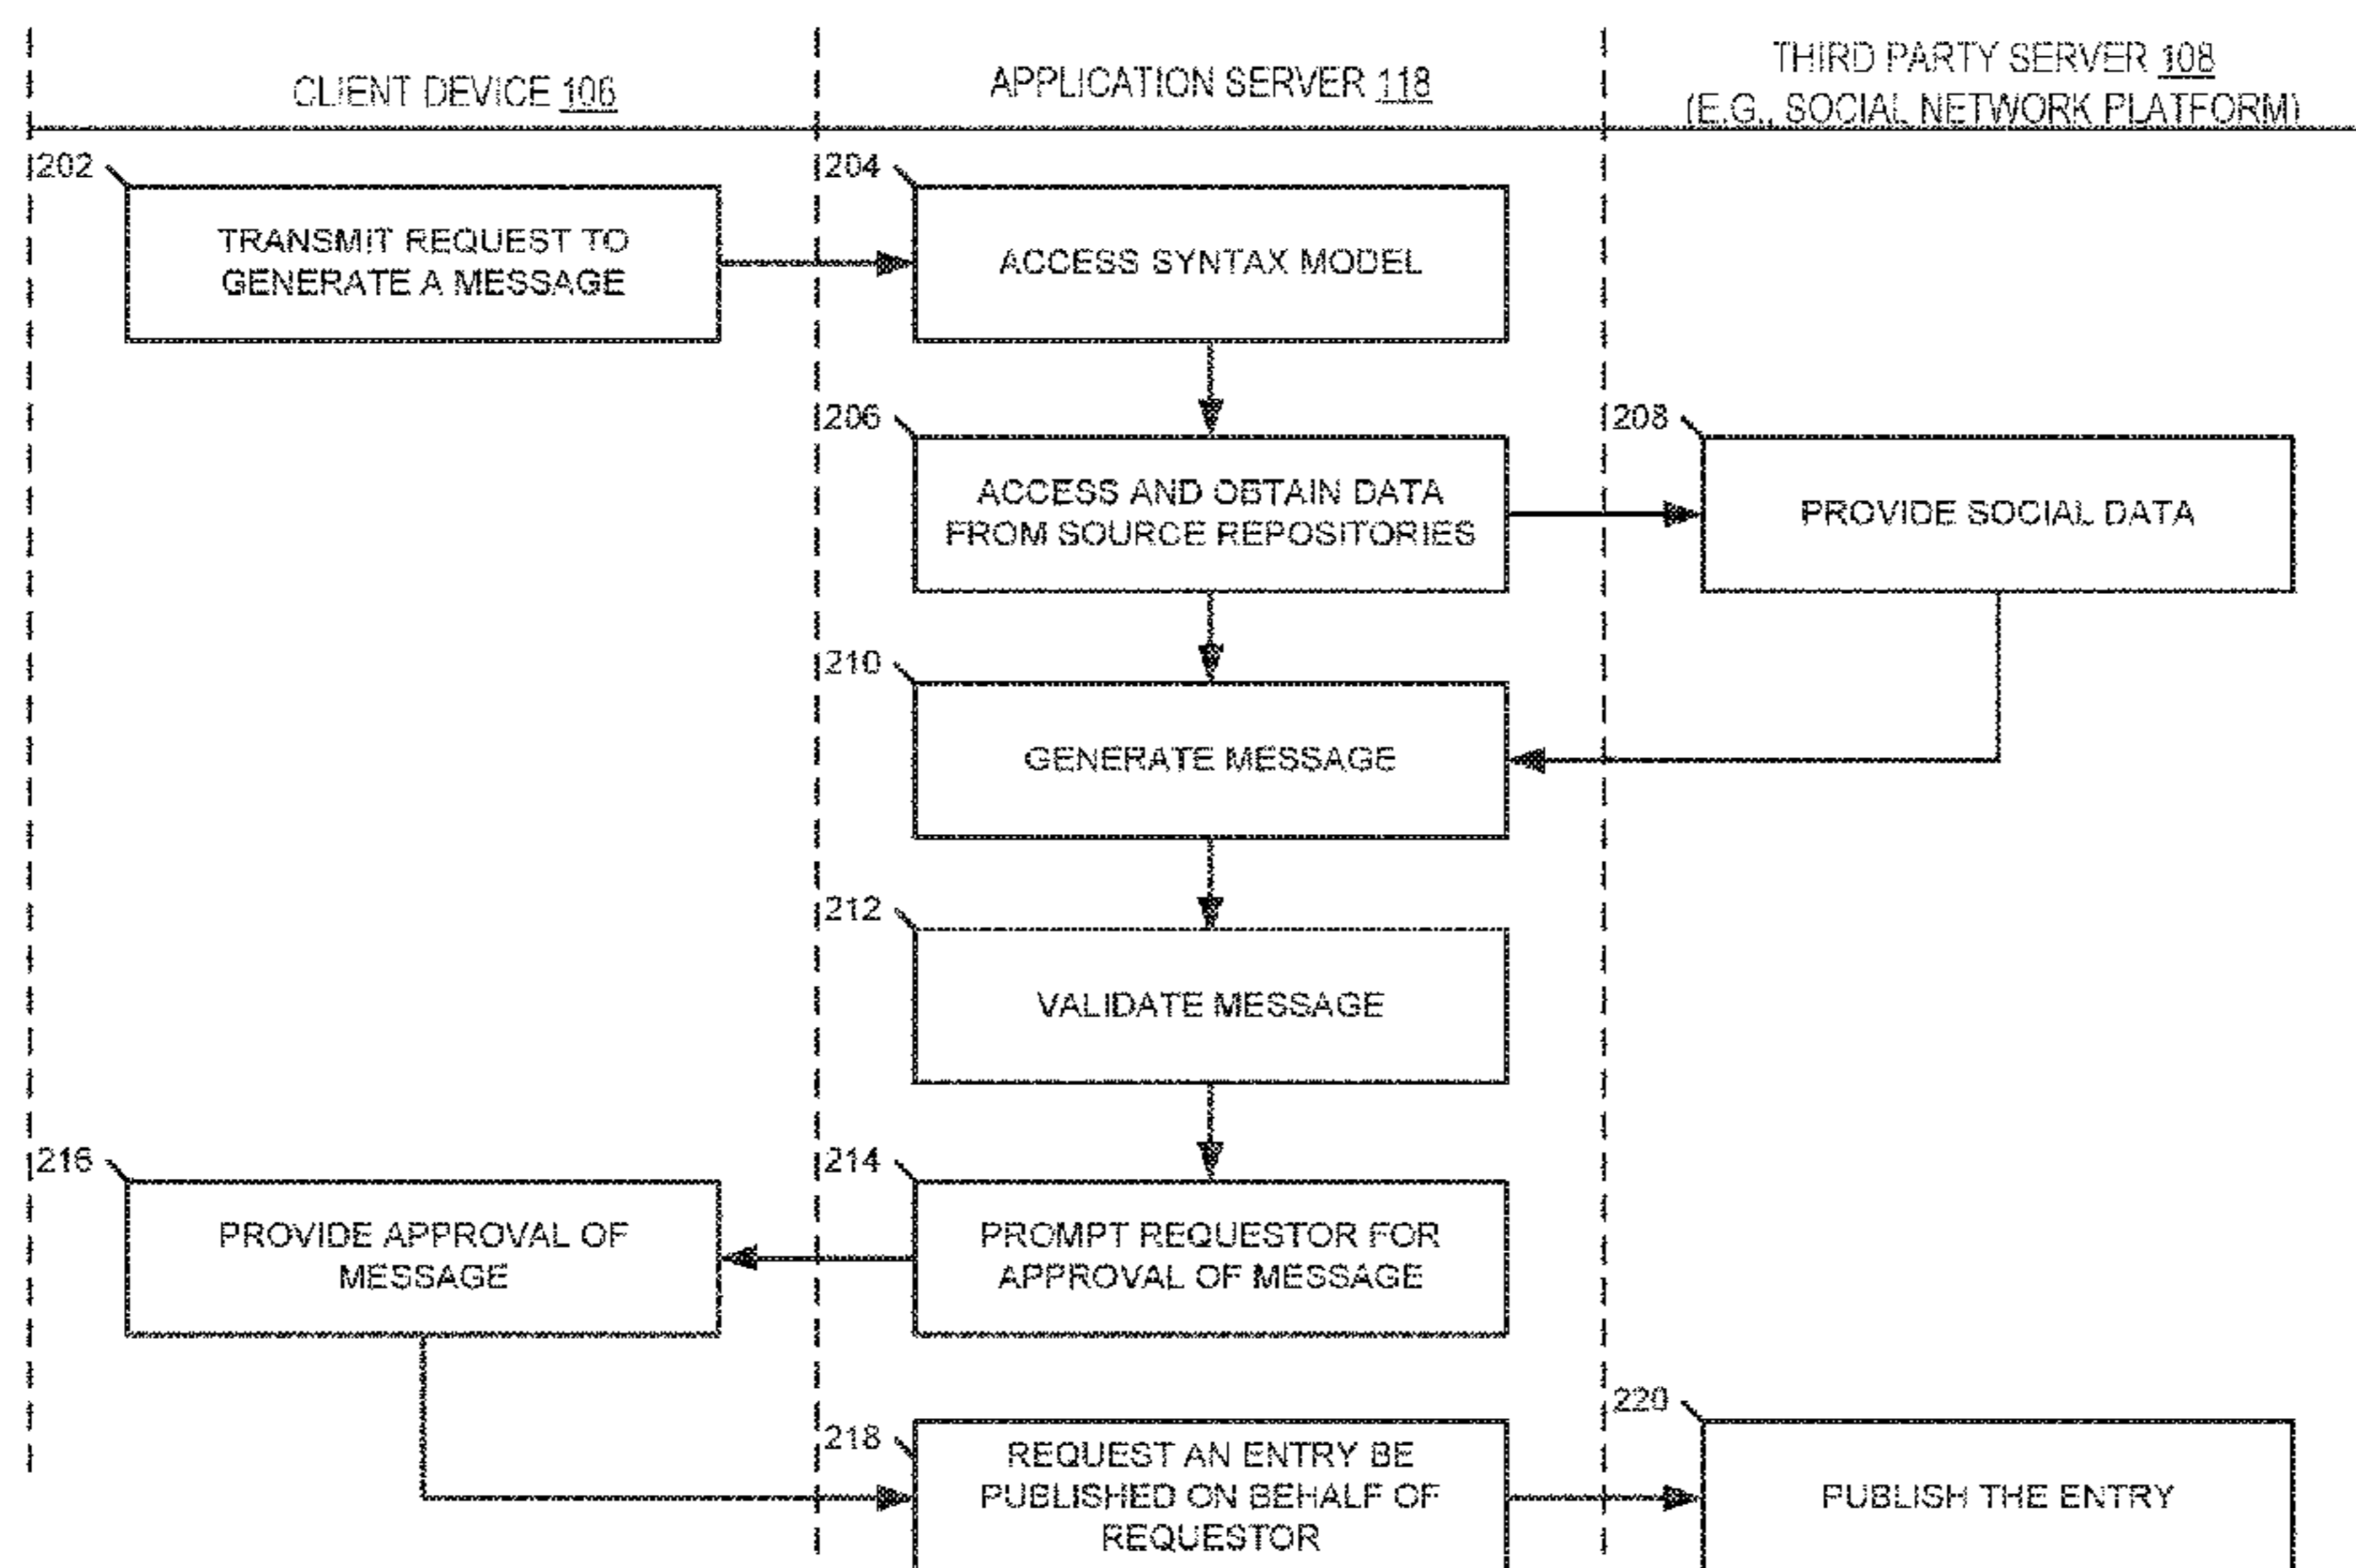 CLIENT DEVICE 106
APPLICATION SERVER 118
THIRD PARTY SERVER 108
(E.G., SOCIAL NETWORK PLATFORM)
202
TRANSMIT REQUEST TO
GENERATE A MESSAGE
204
ACCESS SYNTAX MODEL
206
ACCESS AND OBTAIN DATA
FROM SOURCE REPOSITORIES
208
PROVIDE SOCIAL DATA
210
GENERATE MESSAGE
212
VALIDATE MESSAGE
216
PROVIDE APPROVAL OF
MESSAGE
214
PROMPT REQUESTOR FOR
APPROVAL OF MESSAGE
218
REQUEST AN ENTRY BE
PUBLISHED ON BEHALF OF
REQUESTOR
220
PUBLISH THE ENTRY